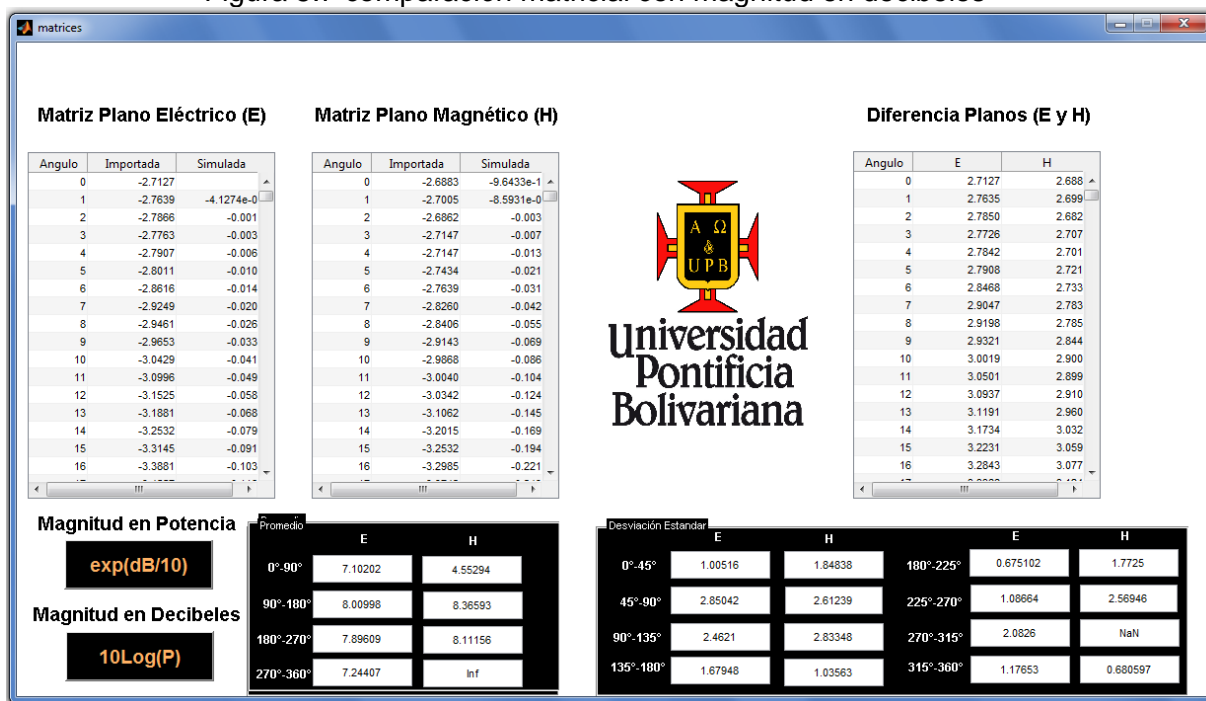 Figura 5.. comparación matricial con magnitud en decibeles
matrices
Matriz Plano Eléctrico (E)
Angulo Importada Simulada
0 -2.7127
1 -2.7639 -4.1274e-0
2 -2.7866 -0.001
3 -2.7763 -0.003
4 -2.7907 -0.006
5 -2.8011 -0.010
6 -2.8616 -0.014
7 -2.9249 -0.020
8 -2.9461 -0.026
9 -2.9653 -0.033
10 -3.0429 -0.041
11 -3.0996 -0.049
12 -3.1525 -0.058
13 -3.1881 -0.068
14 -3.2532 -0.079
15 -3.3145 -0.091
16 -3.3881 -0.103
Matriz Plano Magnético (H)
Angulo Importada Simulada
0 -2.6883 -9.6433e-1
1 -2.7005 -8.5931e-0
2 -2.6862 -0.003
3 -2.7147 -0.007
4 -2.7147 -0.013
5 -2.7434 -0.021
6 -2.7639 -0.031
7 -2.8260 -0.042
8 -2.8406 -0.055
9 -2.9143 -0.069
10 -2.9868 -0.086
11 -3.0040 -0.104
12 -3.0342 -0.124
13 -3.1062 -0.145
14 -3.2015 -0.169
15 -3.2532 -0.194
16 -3.2985 -0.221
Α Ω
UPB
Universidad
Pontificia
Bolivariana
Diferencia Planos (E y H)
Angulo E H
0 2.7127 2.688
1 2.7635 2.699
2 2.7850 2.682
3 2.7726 2.707
4 2.7842 2.701
5 2.7908 2.721
6 2.8468 2.733
7 2.9047 2.783
8 2.9198 2.785
9 2.9321 2.844
10 3.0019 2.900
11 3.0501 2.899
12 3.0937 2.910
13 3.1191 2.960
14 3.1734 3.032
15 3.2231 3.059
16 3.2843 3.077
Magnitud en Potencia
exp(dB/10)
Magnitud en Decibeles
10Log(P)
Promedio
E H
0°-90° 7.10202 4.55294
90°-180° 8.00998 8.36593
180°-270° 7.89609 8.11156
270°-360° 7.24407 Inf
Desviación Estandar
E H E H
0°-45° 1.00516 1.84838 180°-225° 0.675102 1.7725
45°-90° 2.85042 2.61239 225°-270° 1.08664 2.56946
90°-135° 2.4621 2.83348 270°-315° 2.0826 NaN
135°-180° 1.67948 1.03563 315°-360° 1.17653 0.680597